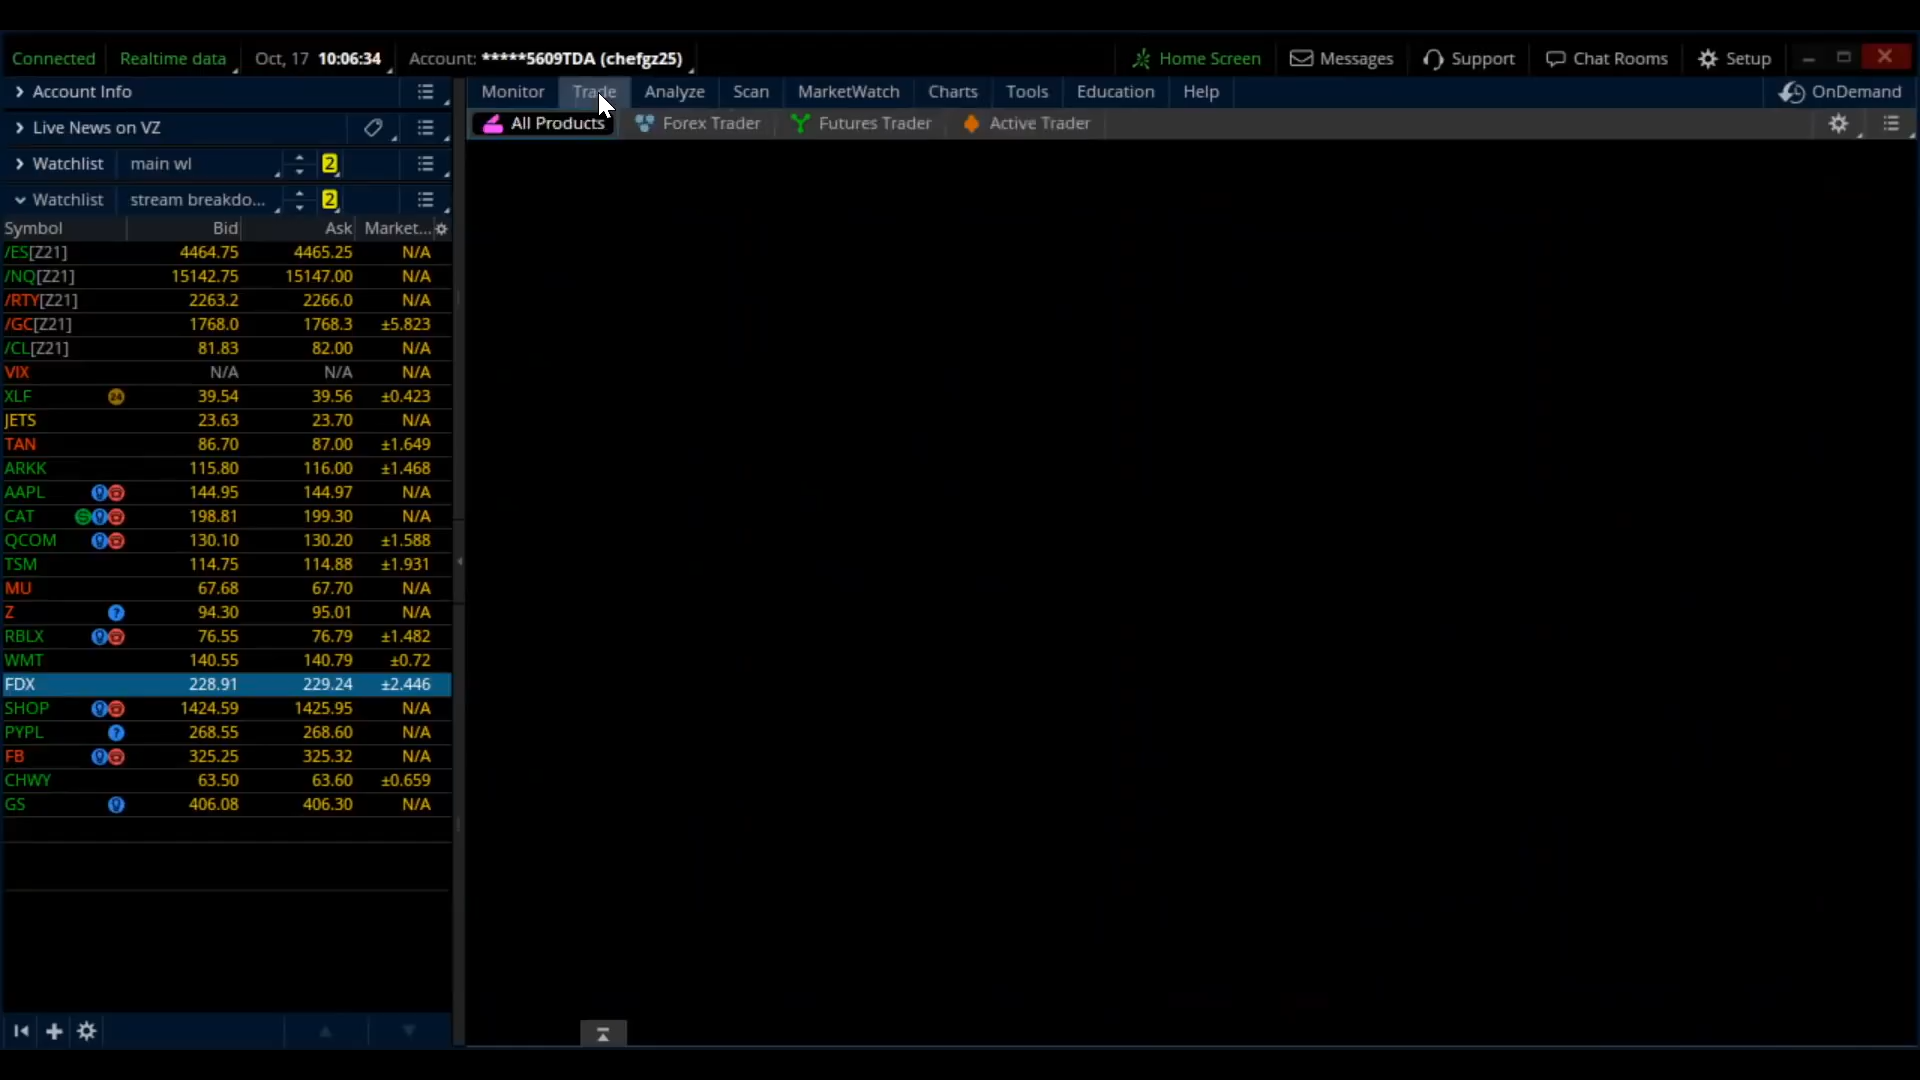 Connected Realtime data Oct, 17 10:06:34 Account: *****5609TDA (chefgz25) Home Screen Messages Support Chat Rooms Setup
Account Info Monitor Trade Analyze Scan MarketWatch Charts Tools Education Help OnDemand
Live News on VZ All Products Forex Trader Futures Trader Active Trader
Watchlist main wl 2
Watchlist stream breakdo... 2
Symbol Bid Ask Market...
/ES[Z21] 4464.75 4465.25 N/A
/NQ[Z21] 15142.75 15147.00 N/A
/RTY[Z21] 2263.2 2266.0 N/A
/GC[Z21] 1768.0 1768.3 ±5.823
/CL[Z21] 81.83 82.00 N/A
VIX N/A N/A N/A
XLF 24 39.54 39.56 ±0.423
JETS 23.63 23.70 N/A
TAN 86.70 87.00 ±1.649
ARKK 115.80 116.00 ±1.468
AAPL 144.95 144.97 N/A
CAT 198.81 199.30 N/A
QCOM 130.10 130.20 ±1.588
TSM 114.75 114.88 ±1.931
MU 67.68 67.70 N/A
Z ? 94.30 95.01 N/A
RBLX 76.55 76.79 ±1.482
WMT 140.55 140.79 ±0.72
FDX 228.91 229.24 ±2.446
SHOP 1424.59 1425.95 N/A
PYPL ? 268.55 268.60 N/A
FB 325.25 325.32 N/A
CHWY 63.50 63.60 ±0.659
GS 406.08 406.30 N/A